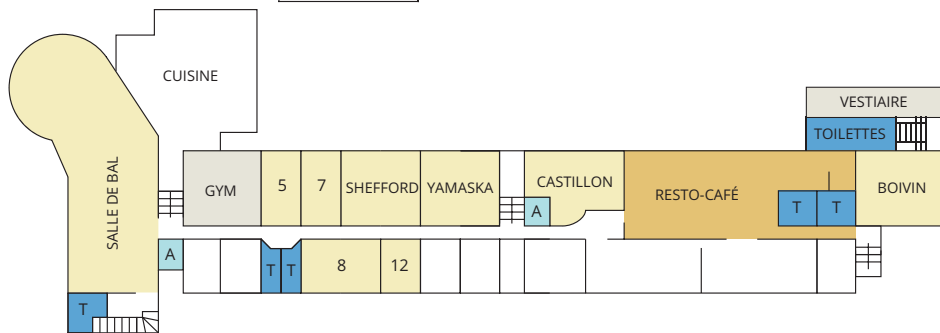 CUISINE
VESTIAIRE
TOILETTES
SALLE DE BAL
GYM
5
7
SHEFFORD
YAMASKA
CASTILLON
A
RESTO-CAFÉ
T
T
BOIVIN
A
T
T
8
12
T